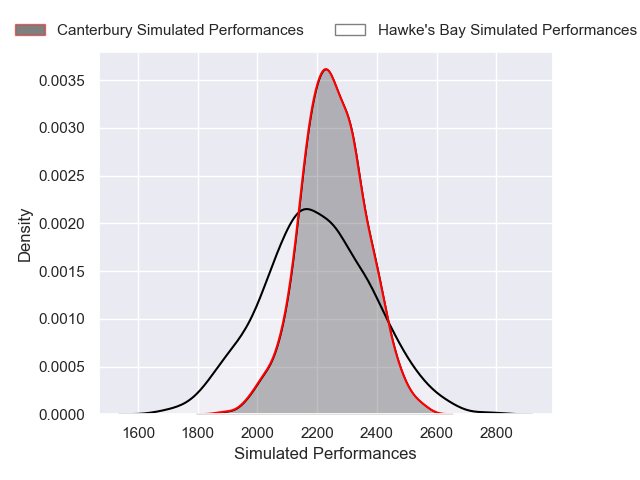 Canterbury Simulated Performances
Hawke's Bay Simulated Performances
0.0035
0.0030
0.0025
0.0020
0.0015
0.0010
0.0005
0.0000
Density
1600 1800 2000 2200 2400 2600 2800
Simulated Performances